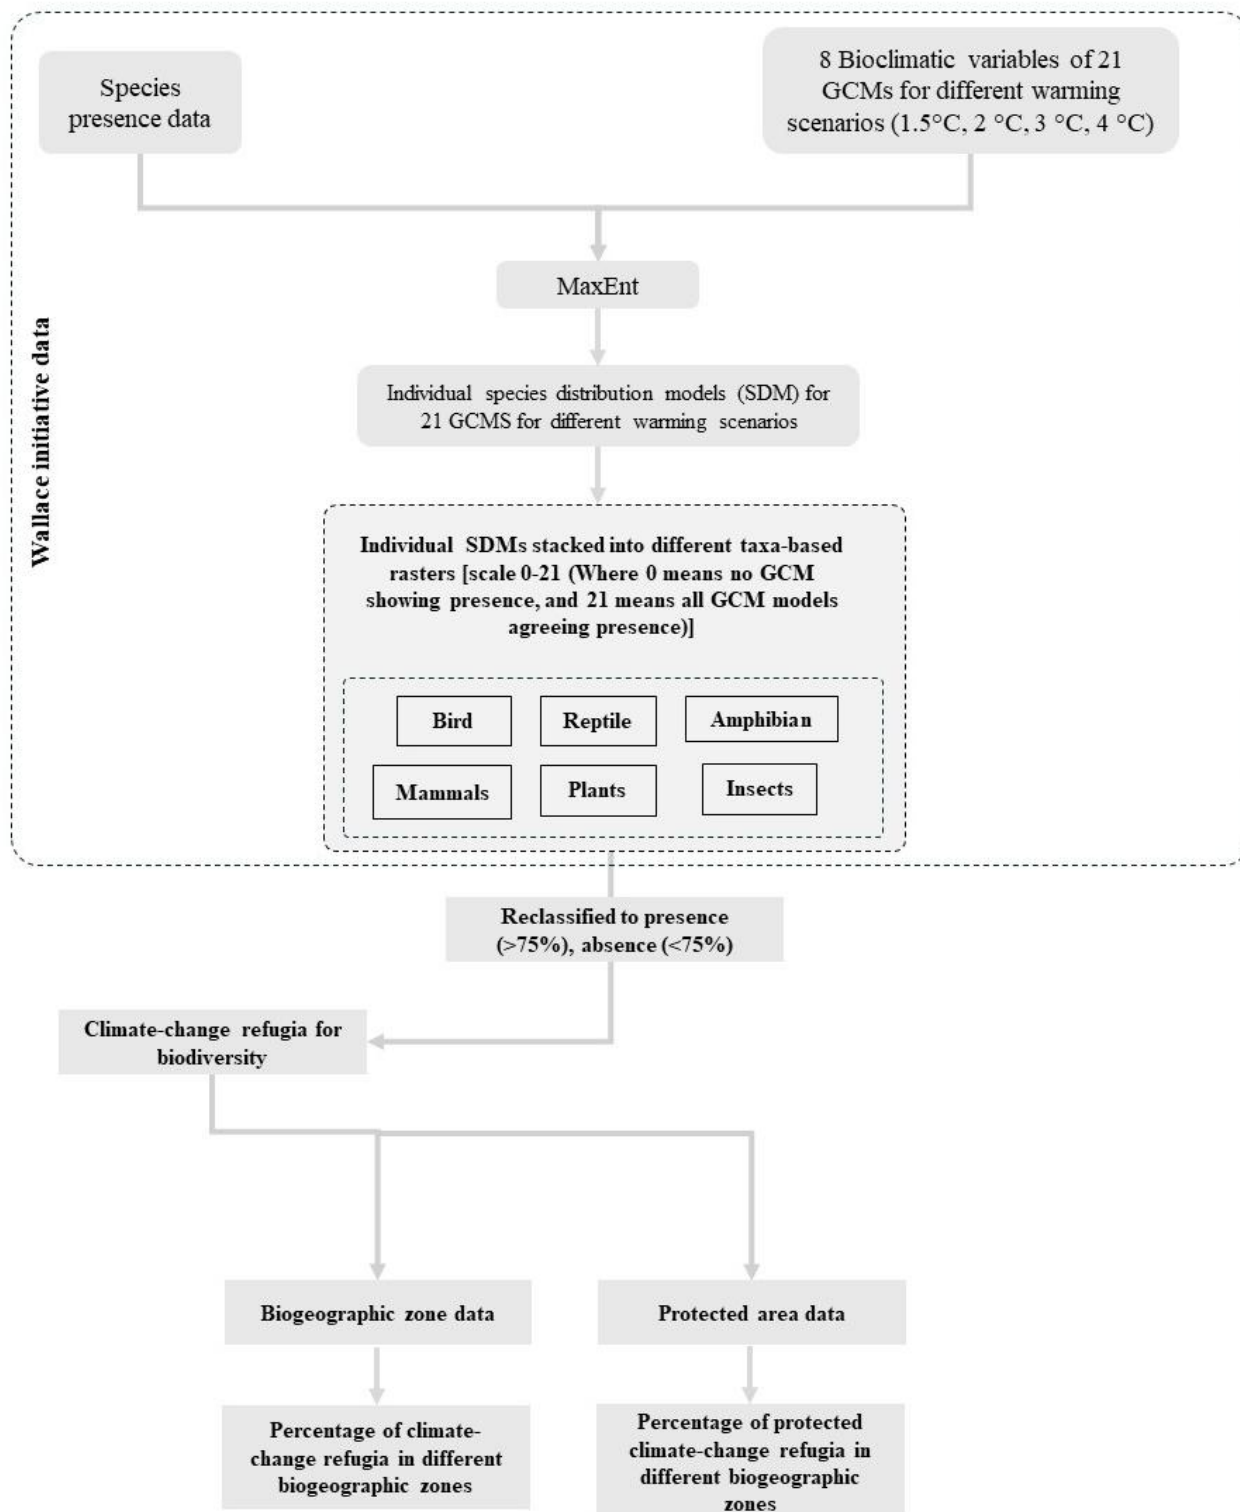 Species
presence data
8 Bioclimatic variables of 21
GCMs for different warming
scenarios (1.5°C, 2 °C, 3 °C, 4 °C)
MaxEnt
Wallace initiative data
Individual species distribution models (SDM) for
21 GCMS for different warming scenarios
Individual SDMs stacked into different taxa-based
rasters [scale 0-21 (Where 0 means no GCM
showing presence, and 21 means all GCM models
agreeing presence)]
Bird
Reptile
Amphibian
Mammals
Plants
Insects
Reclassified to presence
(>75%), absence (<75%)
Climate-change refugia for
biodiversity
Biogeographic zone data
Protected area data
Percentage of climate-
change refugia in different
biogeographic zones
Percentage of protected
climate-change refugia in
different biogeographic
zones